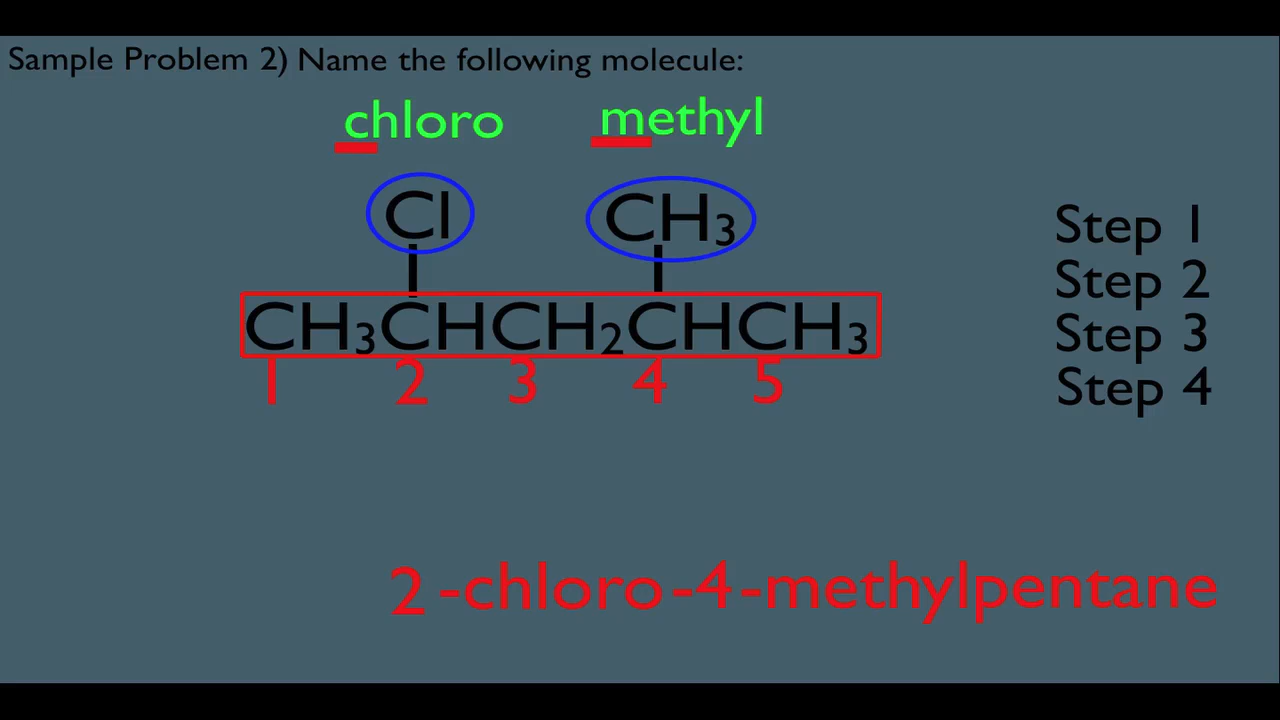 Sample Problem 2) Name the following molecule:
chloro methyl
Cl CH₃
CH₃CHCH₂CHCH₃
1 2 3 4 5
Step 1
Step 2
Step 3
Step 4
2-chloro-4-methylpentane